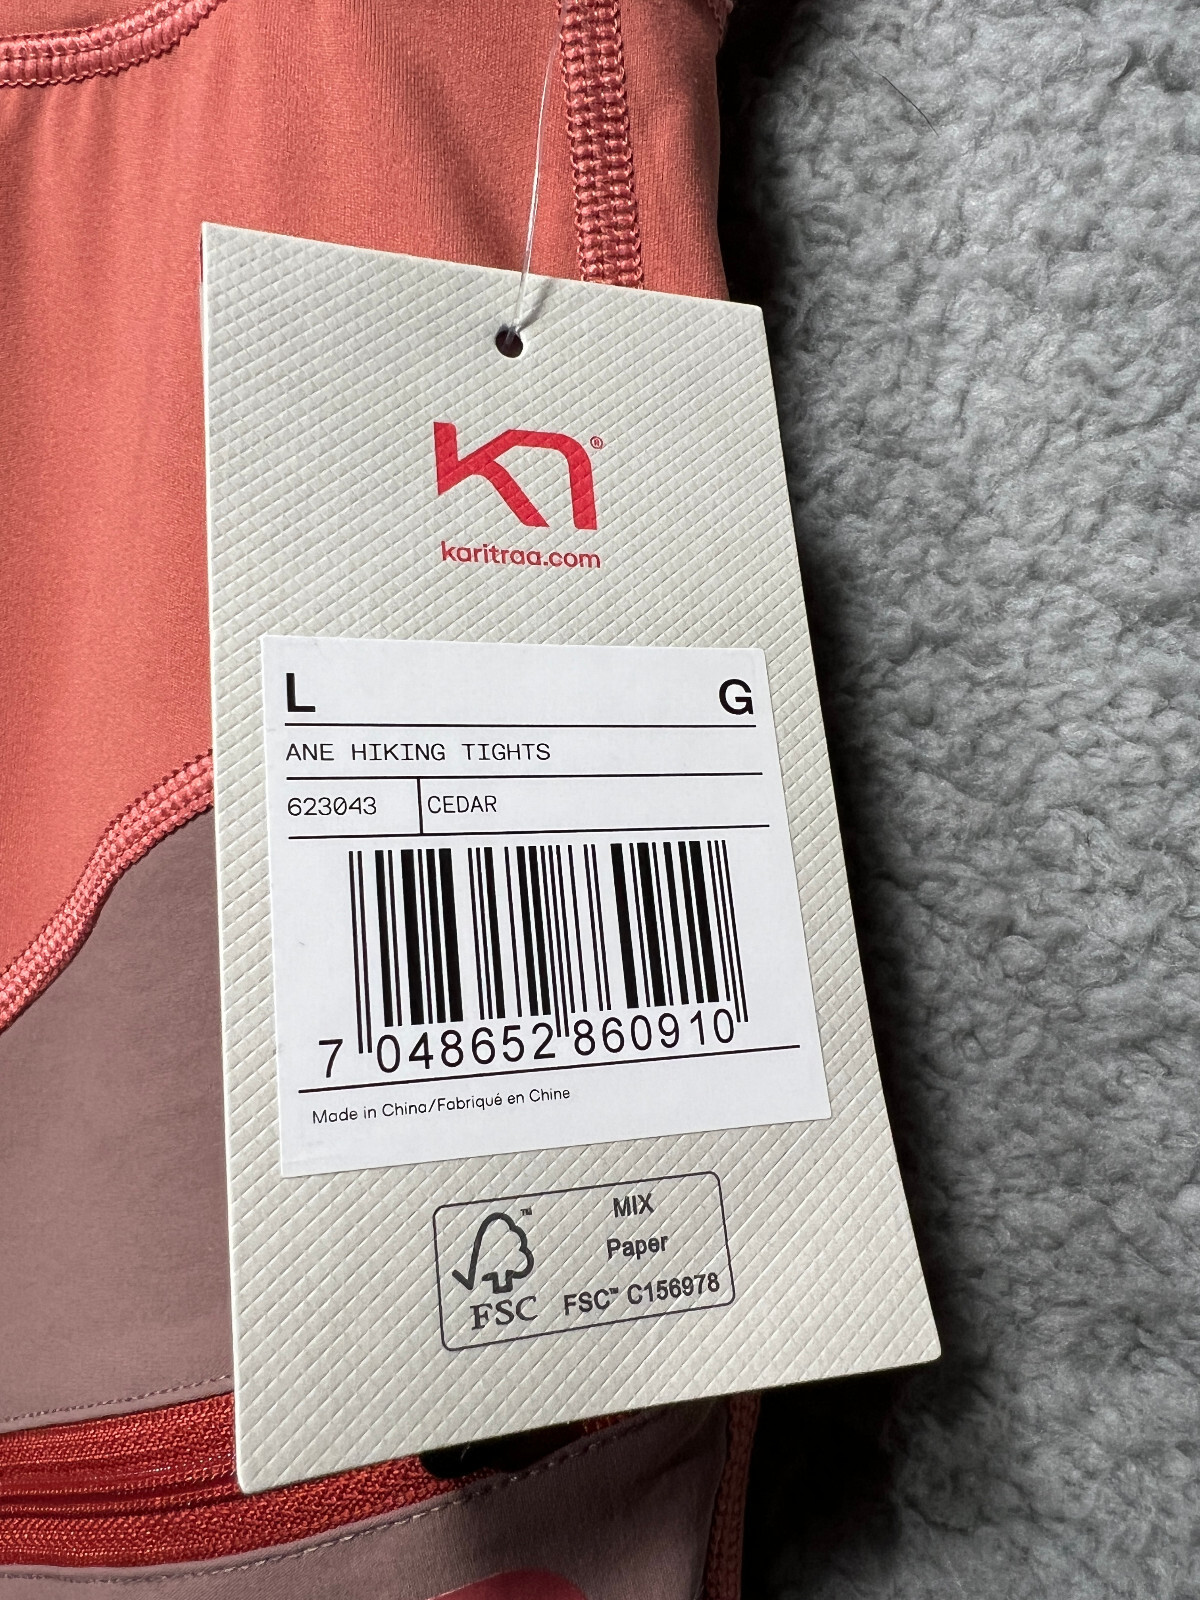 ®
karitraa.com
L G
ANE HIKING TIGHTS
623043 CEDAR
7 048652 860910
Made in China/Fabriqué en Chine
MIX
Paper
FSC™ C156978
™
FSC